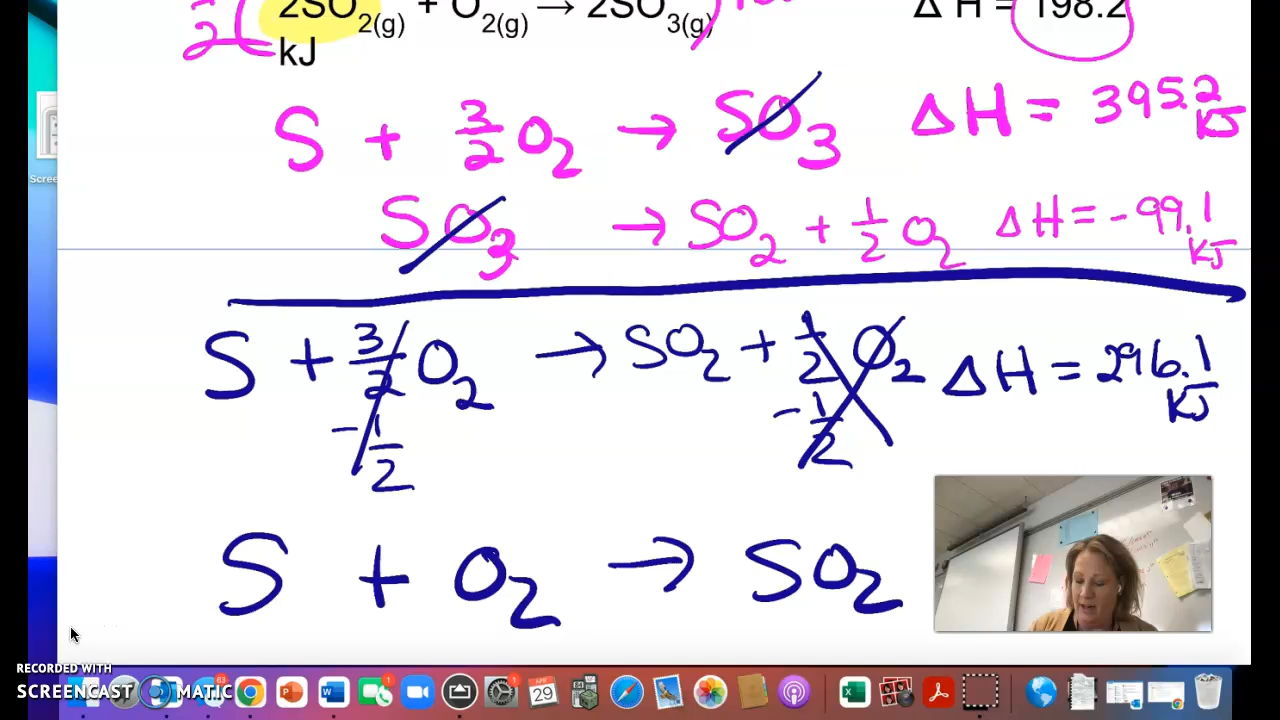 2SO2(g) + O2(g) → 2SO3(g) Δ H = 198.2
kJ
S + 3/2 O2 → SO3 ΔH = 395.2 KJ
SO3 → SO2 + 1/2 O2 ΔH = -99.1 KJ
S + 3/2 O2 → SO2 + 1/2 O2 ΔH = 296.1 KJ
- 1/2 - 1/2
S + O2 → SO2
Scree
RECORDED WITH
SCREENCAST MATIC
APR
29